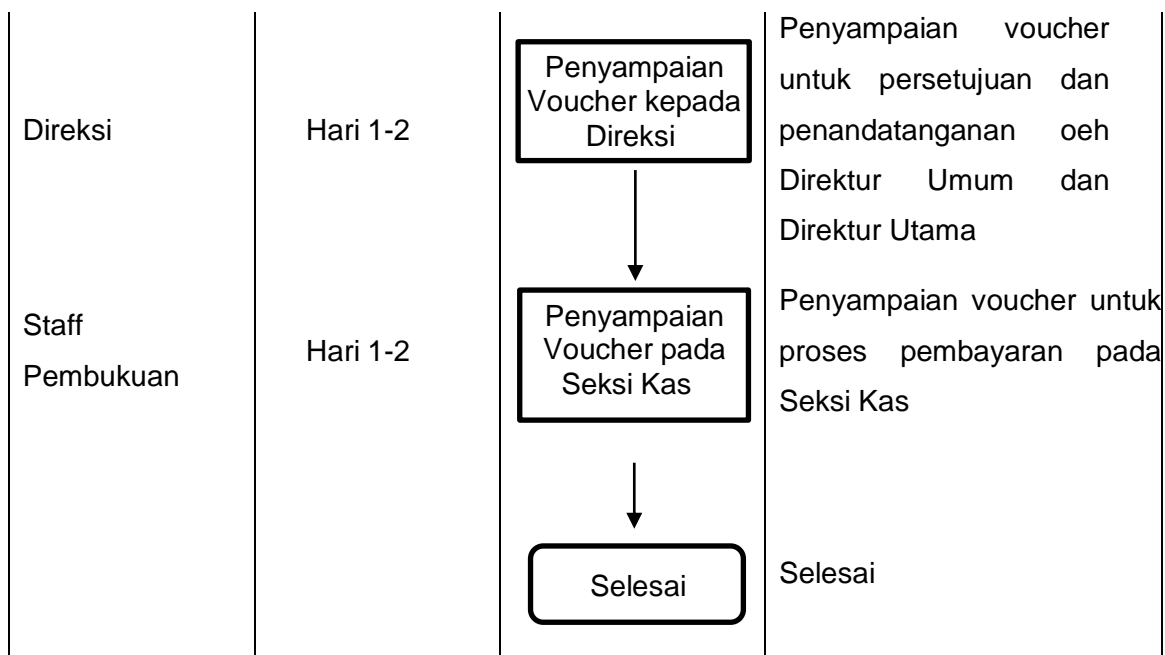 Direksi
Hari 1-2
Penyampaian
Voucher kepada
Direksi
Penyampaian voucher
untuk persetujuan dan
penandatanganan oeh
Direktur Umum dan
Direktur Utama
Staff
Pembukuan
Hari 1-2
Penyampaian
Voucher pada
Seksi Kas
Penyampaian voucher untuk
proses pembayaran pada
Seksi Kas
Selesai
Selesai